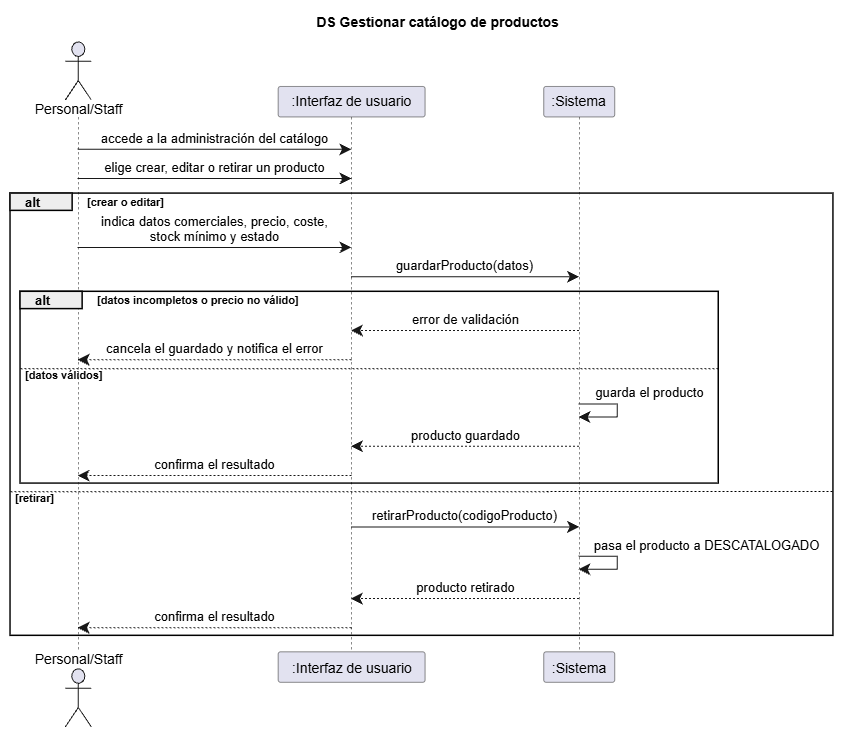 DS Gestionar catálogo de productos
Personal/Staff
:Interfaz de usuario
:Sistema
accede a la administración del catálogo
elige crear, editar o retirar un producto
alt
[crear o editar]
indica datos comerciales, precio, coste,
stock mínimo y estado
guardarProducto(datos)
alt
[datos incompletos o precio no válido]
error de validación
cancela el guardado y notifica el error
[datos válidos]
guarda el producto
producto guardado
confirma el resultado
[retirar]
retirarProducto(codigoProducto)
pasa el producto a DESCATALOGADO
producto retirado
confirma el resultado
Personal/Staff
:Interfaz de usuario
:Sistema